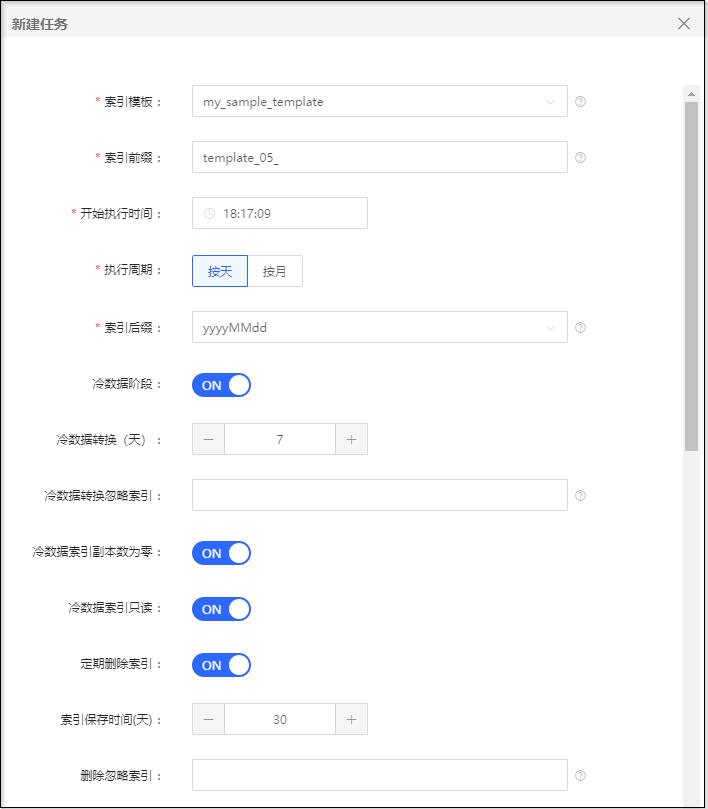 新建任务
* 索引模板： my_sample_template
* 索引前缀： template_05_
* 开始执行时间： 18:17:09
* 执行周期： 按天 按月
* 索引后缀： yyyyMMdd
冷数据阶段： ON
冷数据转换（天）： 7
冷数据转换忽略索引：
冷数据索引副本数为零： ON
冷数据索引只读： ON
定期删除索引： ON
索引保存时间(天)： 30
删除忽略索引：